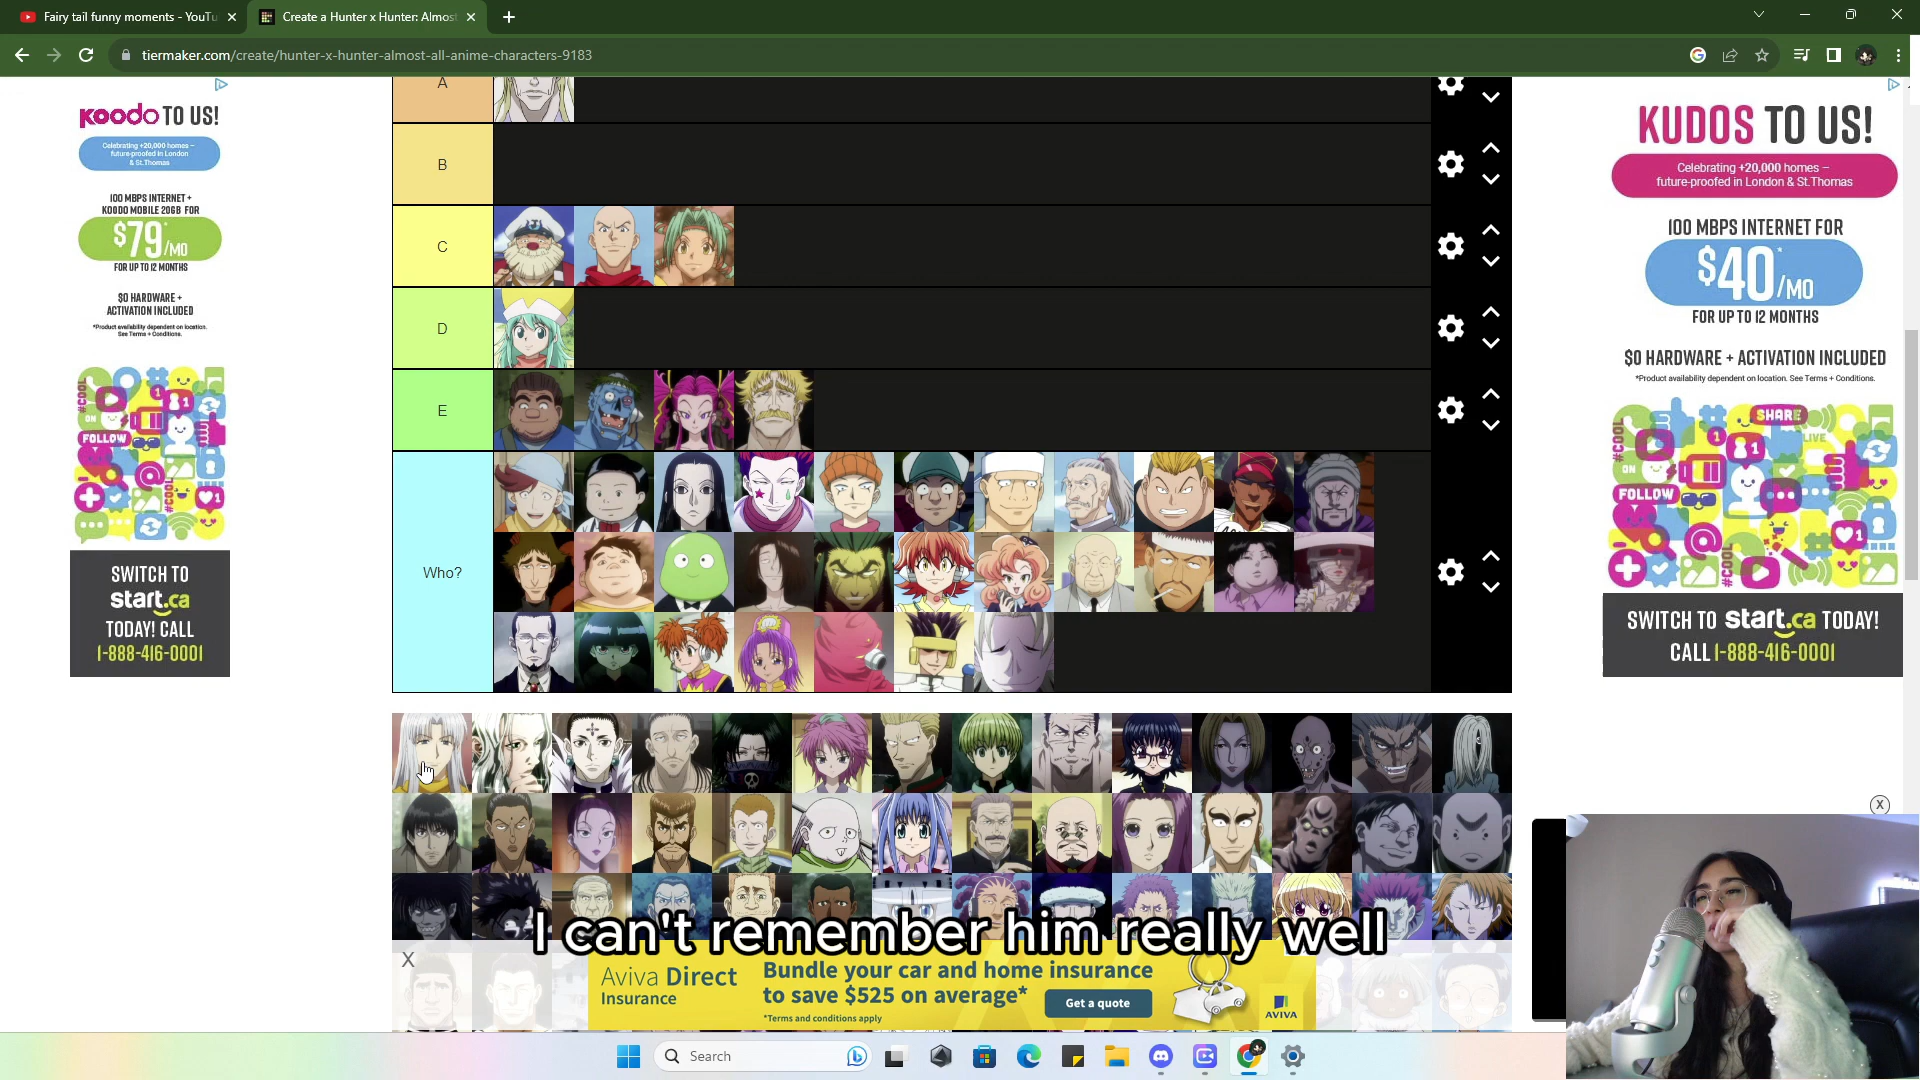 Fairy tail funny moments - YouTu
Create a Hunter x Hunter: Almos
tiermaker.com/create/hunter-x-hunter-almost-all-anime-characters-9183
koodo TO US!
Celebrating +20,000 homes –
future-proofed in London
& St.Thomas
100 MBPS INTERNET +
KOODO MOBILE 20GB FOR
$79*/MO
FOR UP TO 12 MONTHS
$0 HARDWARE +
ACTIVATION INCLUDED
*Product availability dependent on location.
See Terms + Conditions.
#COOL
ON
FOLLOW
SWITCH TO
start.ca
TODAY! CALL
1-888-416-0001
A
B
C
D
E
Who?
KUDOS TO US!
Celebrating +20,000 homes –
future-proofed in London & St.Thomas
100 MBPS INTERNET FOR
$40*/MO
FOR UP TO 12 MONTHS
$0 HARDWARE + ACTIVATION INCLUDED
*Product availability dependent on location. See Terms + Conditions.
SHARE
#COOL
LIVE
ON
FOLLOW
#COOL
SWITCH TO start.ca TODAY!
CALL 1-888-416-0001
I can't remember him really well
X
X
Aviva Direct
Insurance
Bundle your car and home insurance
to save $525 on average*
*Terms and conditions apply
Get a quote
AVIVA
Search